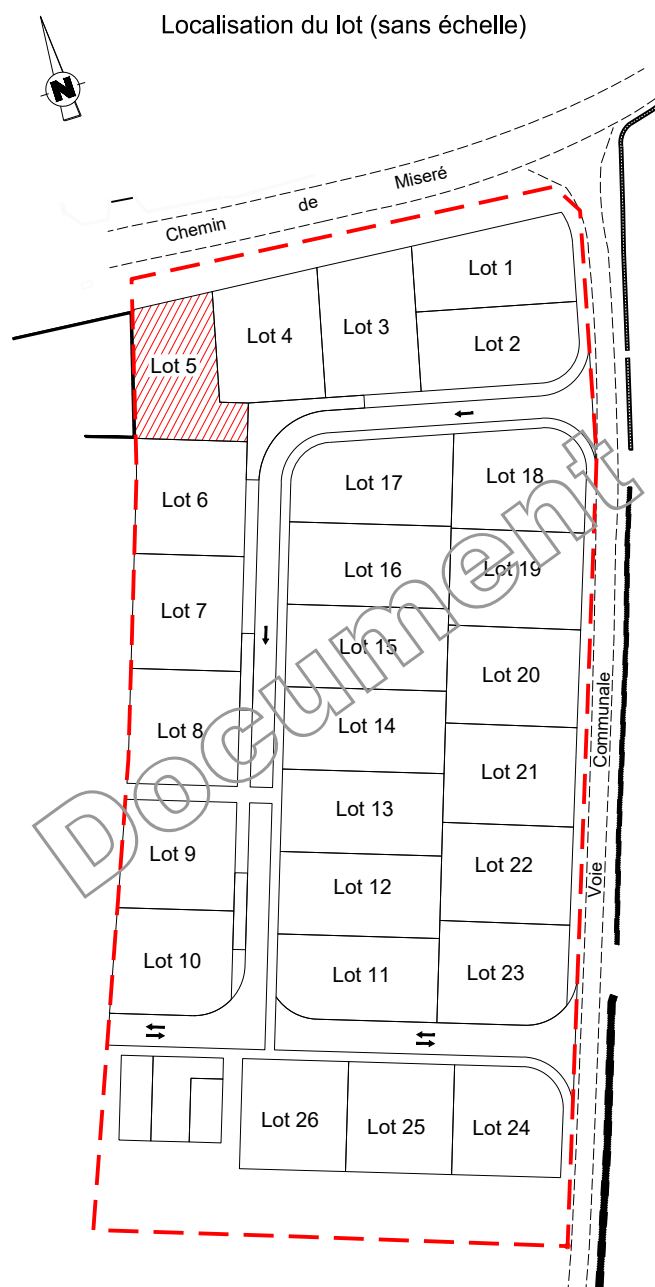 Localisation du lot (sans échelle)
N
Chemin de Miseré
Lot 1
Lot 2
Lot 3
Lot 4
Lot 5
Lot 6
Lot 7
Lot 8
Lot 9
Lot 10
Lot 17
Lot 18
Lot 16
Lot 19
Lot 15
Lot 20
Lot 14
Lot 21
Lot 13
Lot 22
Lot 12
Lot 11
Lot 23
Lot 26
Lot 25
Lot 24
Voie Communale
Document